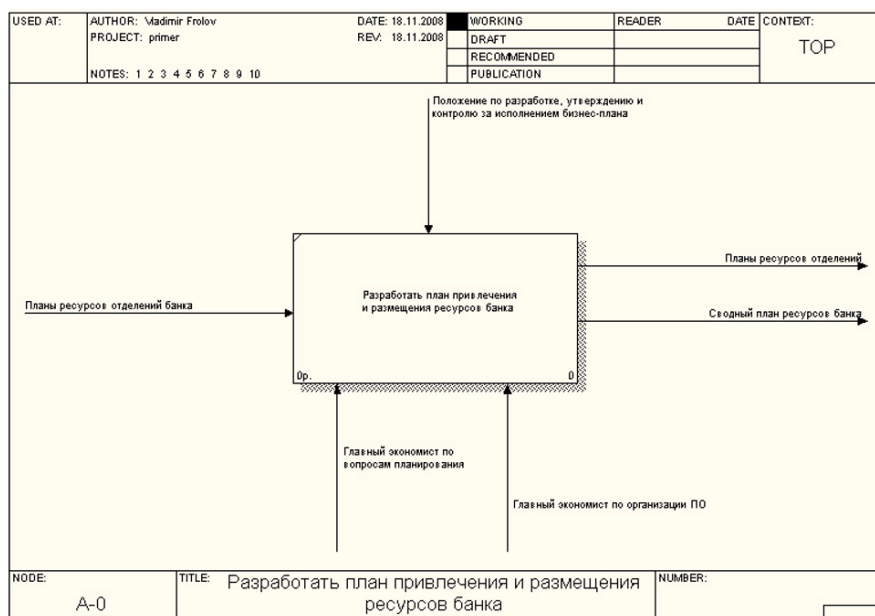 USED AT:
AUTHOR: Vladimir Frolov
DATE: 18.11.2008
WORKING
READER
DATE
CONTEXT:
PROJECT: primer
REV: 18.11.2008
DRAFT
TOP
RECOMMENDED
NOTES: 1 2 3 4 5 6 7 8 9 10
PUBLICATION
Положение по разработке, утверждению и
контролю за исполнением бизнес-плана
Планы ресурсов отделений
Планы ресурсов отделений банка
Разработать план привлечения
и размещения ресурсов банка
Сводный план ресурсов банка
0р.
0
Главный экономист по
вопросам планирования
Главный экономист по организации ПО
NODE:
A-0
TITLE:
Разработать план привлечения и размещения
ресурсов банка
NUMBER: